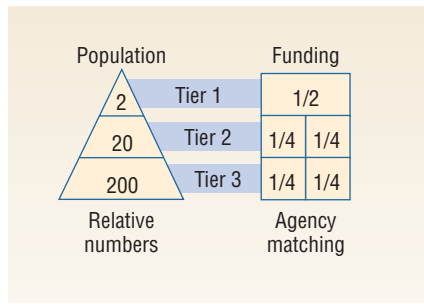 Population Funding
2 Tier 1 1/2
20 Tier 2 1/4 1/4
200 Tier 3 1/4 1/4
Relative
numbers
Agency
matching